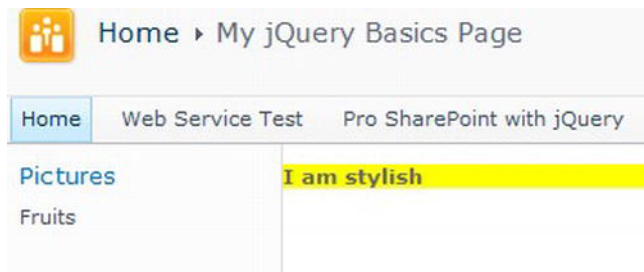 Home ▸ My jQuery Basics Page
Home Web Service Test Pro SharePoint with jQuery
Pictures
I am stylish
Fruits